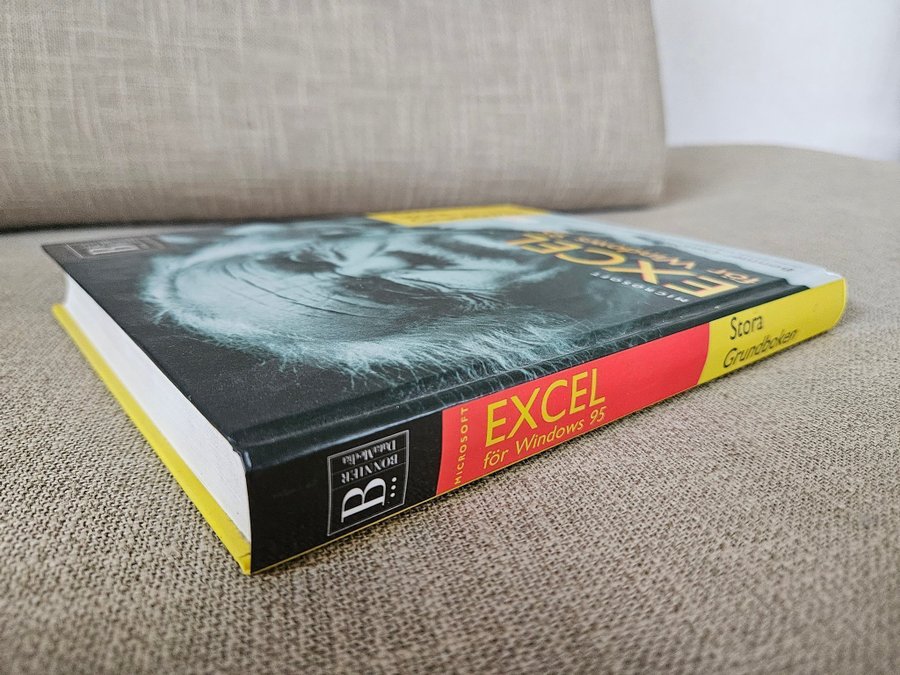 MICROSOFT
EXCEL
för Windows 95
MICROSOFT
EXCEL
för Windows 95
Stora
Grundboken
B...
BONNIER
DataMedia